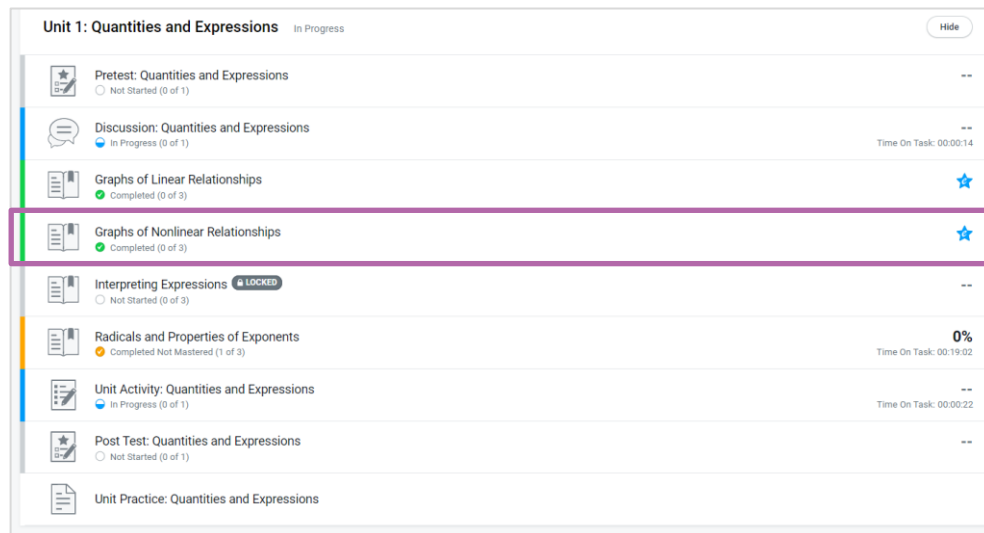 Unit 1: Quantities and Expressions In Progress Hide
Pretest: Quantities and Expressions --
Not Started (0 of 1)
Discussion: Quantities and Expressions --
In Progress (0 of 1) Time On Task: 00:00:14
Graphs of Linear Relationships
Completed (0 of 3)
Graphs of Nonlinear Relationships
Completed (0 of 3)
Interpreting Expressions LOCKED --
Not Started (0 of 3)
Radicals and Properties of Exponents 0%
Completed Not Mastered (1 of 3) Time On Task: 00:19:02
Unit Activity: Quantities and Expressions --
In Progress (0 of 1) Time On Task: 00:00:22
Post Test: Quantities and Expressions --
Not Started (0 of 1)
Unit Practice: Quantities and Expressions